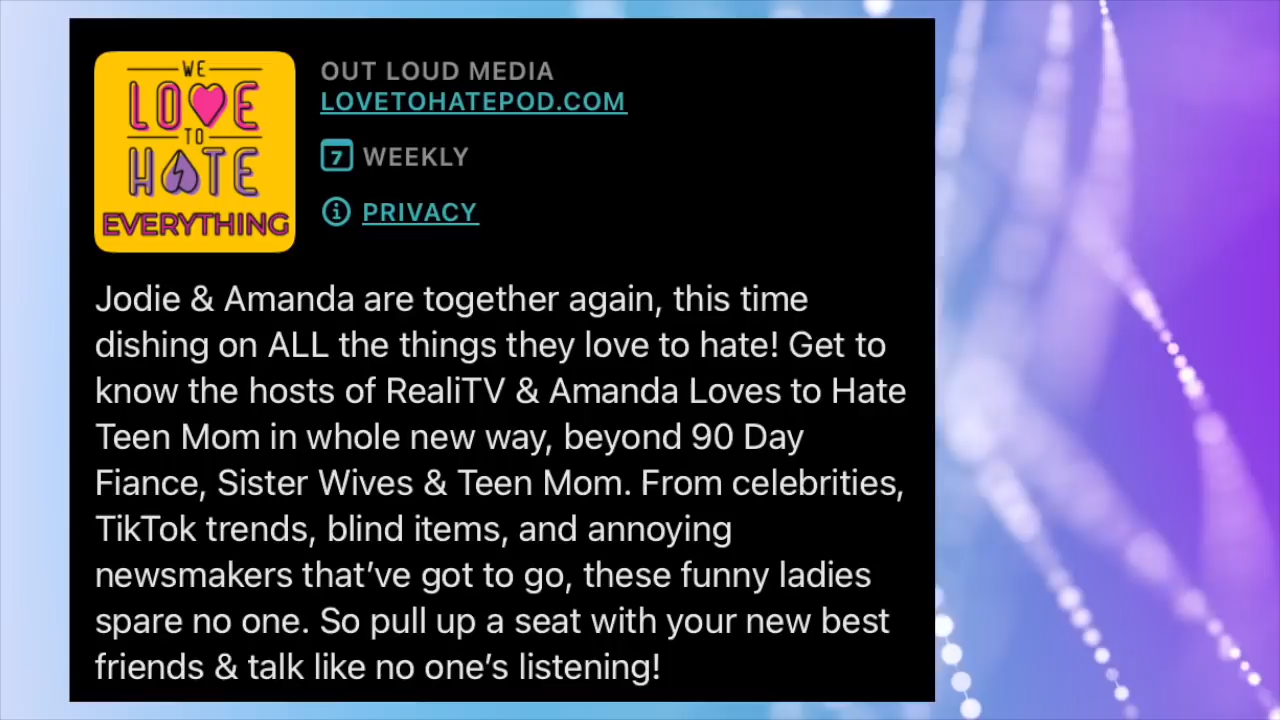 WE
LOVE
TO
HATE
EVERYTHING
OUT LOUD MEDIA
LOVETOHATEPOD.COM
7 WEEKLY
PRIVACY
Jodie & Amanda are together again, this time
dishing on ALL the things they love to hate! Get to
know the hosts of RealiTV & Amanda Loves to Hate
Teen Mom in whole new way, beyond 90 Day
Fiance, Sister Wives & Teen Mom. From celebrities,
TikTok trends, blind items, and annoying
newsmakers that’ve got to go, these funny ladies
spare no one. So pull up a seat with your new best
friends & talk like no one’s listening!